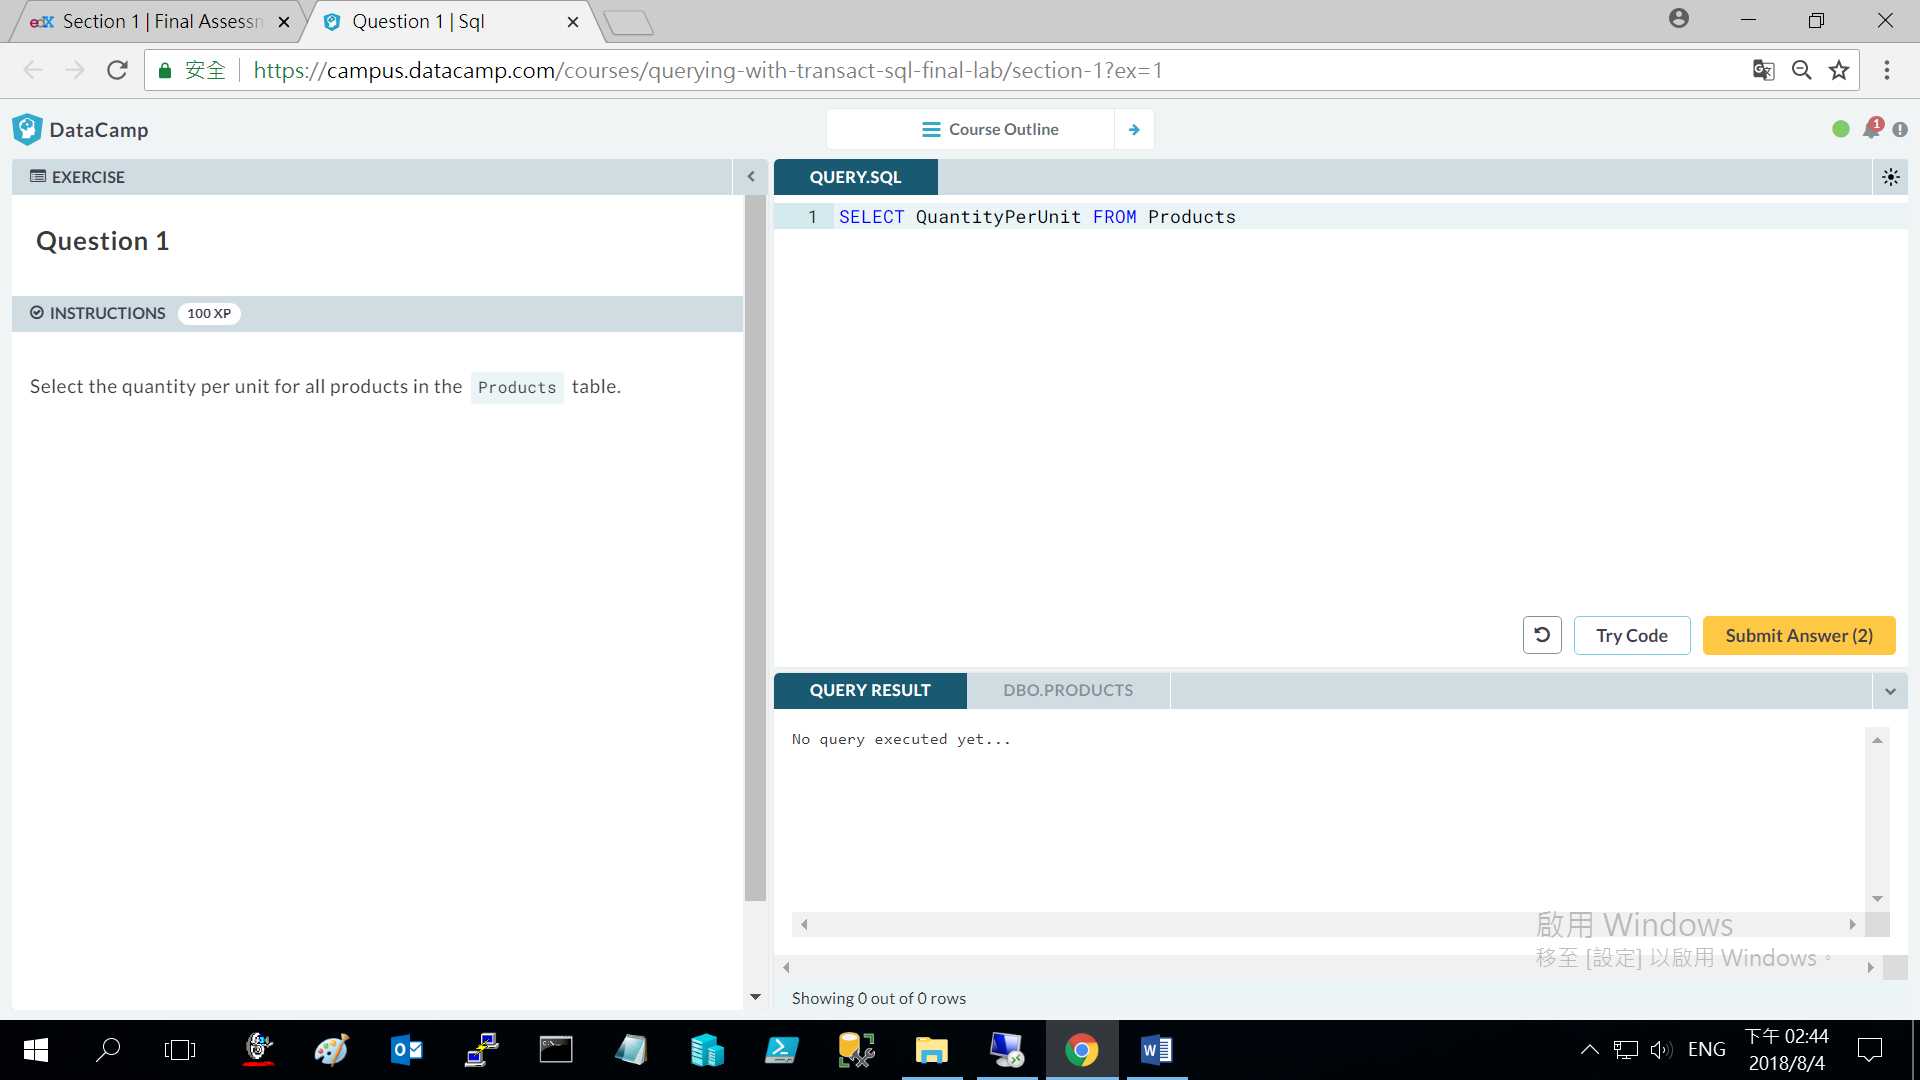 edX Section 1 | Final Assessm
Question 1 | Sql
安全 https://campus.datacamp.com/courses/querying-with-transact-sql-final-lab/section-1?ex=1
DataCamp
Course Outline
1
EXERCISE
QUERY.SQL
1 SELECT QuantityPerUnit FROM Products
Question 1
INSTRUCTIONS 100 XP
Select the quantity per unit for all products in the Products table.
Try Code
Submit Answer (2)
QUERY RESULT
DBO.PRODUCTS
No query executed yet...
啟用 Windows
移至 [設定] 以啟用 Windows。
Showing 0 out of 0 rows
ENG
下午 02:44
2018/8/4